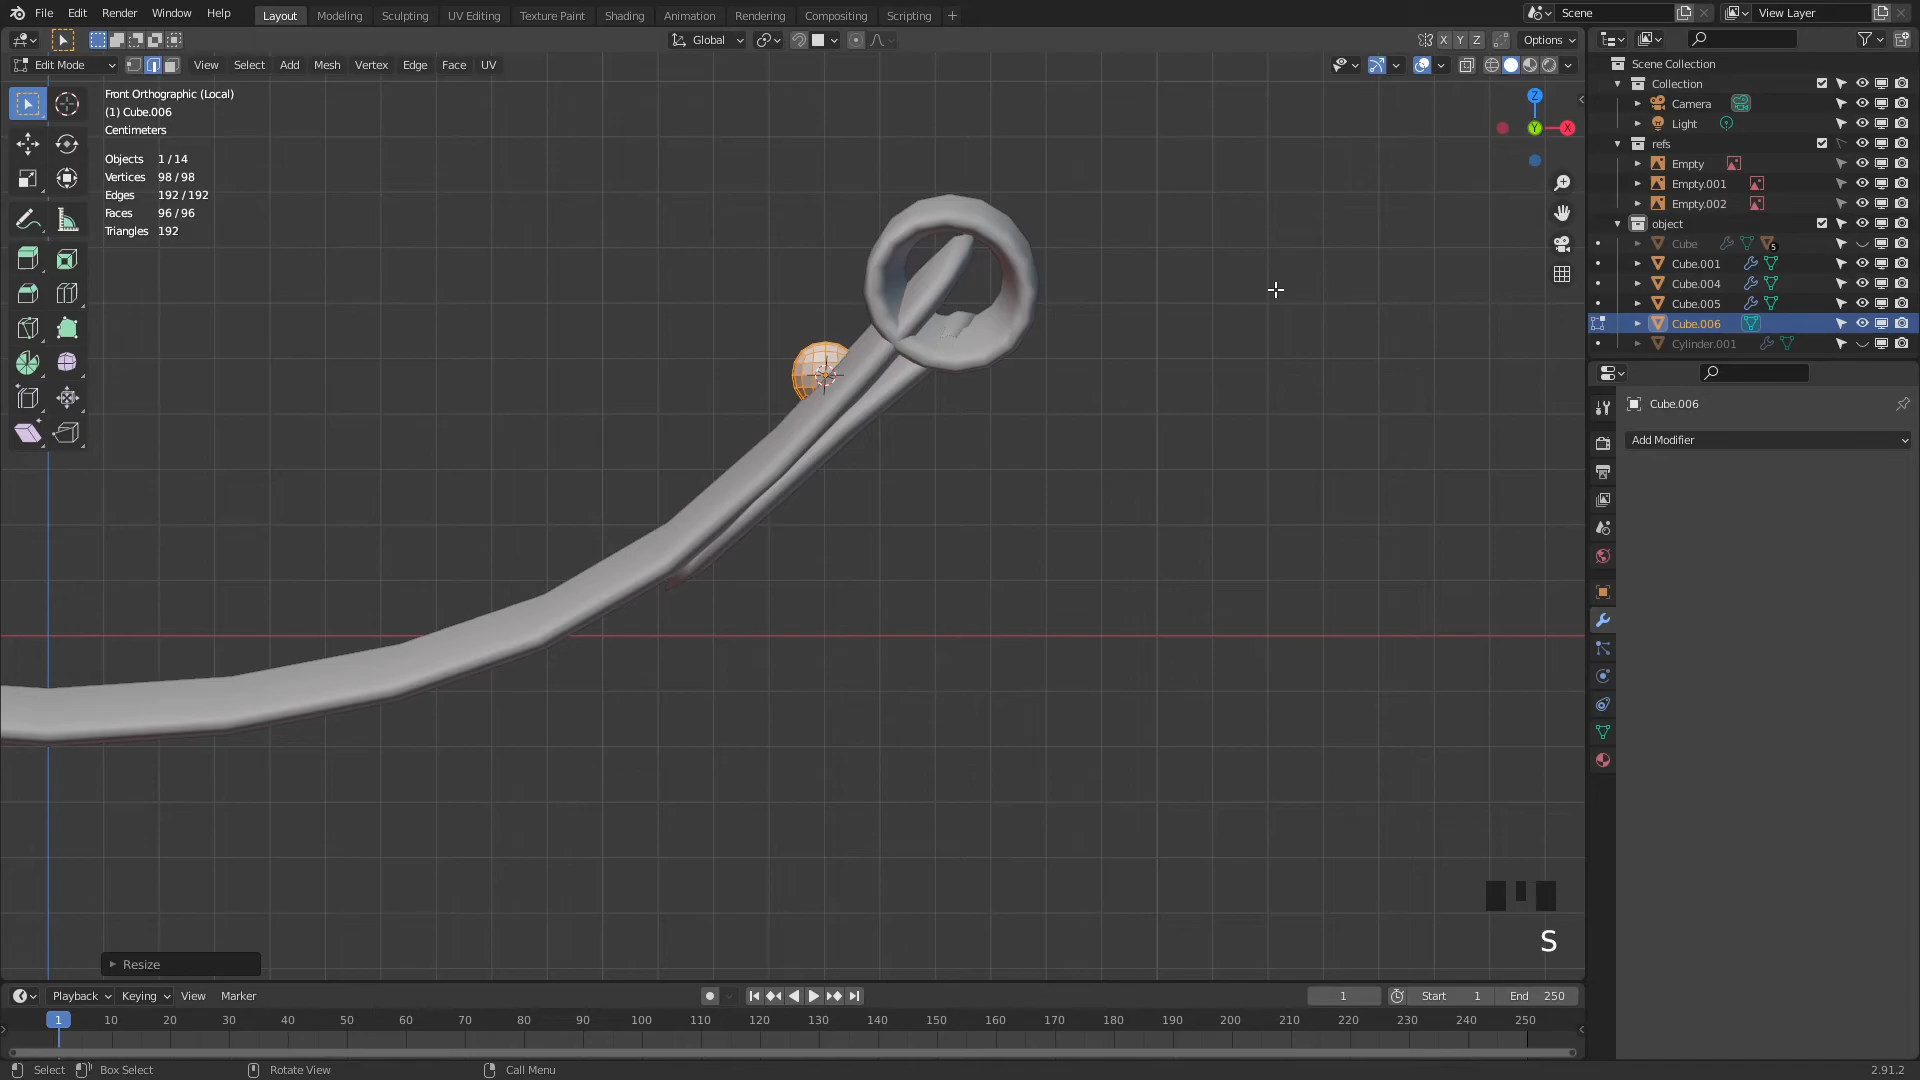 File Edit Render Window Help Layout Modeling Sculpting UV Editing Texture Paint Shading Animation Rendering Compositing Scripting + Scene View Layer
Global X Y Z Options
Edit Mode View Select Add Mesh Vertex Edge Face UV
Front Orthographic (Local)
(1) Cube.006
Centimeters
Objects 1 / 14
Vertices 98 / 98
Edges 192 / 192
Faces 96 / 96
Triangles 192
Z
Y X
Scene Collection
Collection
Camera
Light
refs
Empty
Empty.001
Empty.002
object
Cube 5
Cube.001
Cube.004
Cube.005
Cube.006
Cylinder.001
Cube.006
Add Modifier
S
Resize
Playback Keying View Marker 1 Start 1 End 250
1 10 20 30 40 50 60 70 80 90 100 110 120 130 140 150 160 170 180 190 200 210 220 230 240 250
Select Box Select Rotate View Call Menu 2.91.2